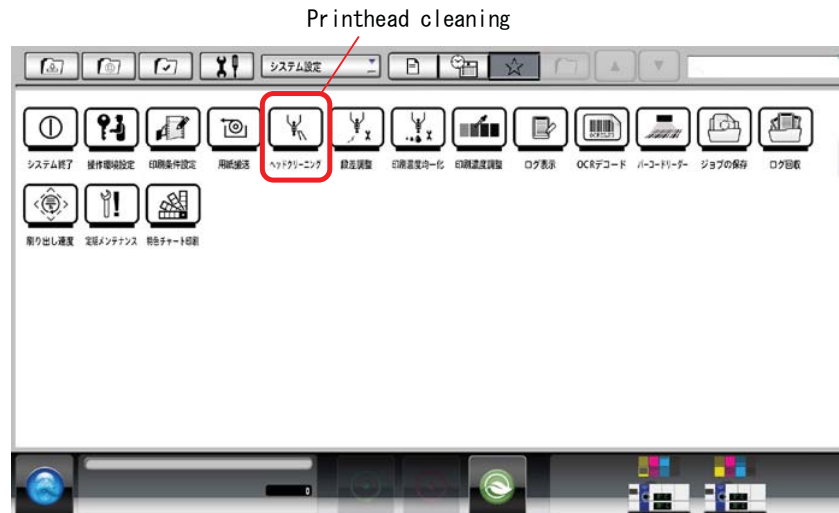 Printhead cleaning
システム設定
システム終了 操作環境設定 印刷条件設定 用紙搬送 ヘッドクリーニング 段差調整 印刷濃度均一化 印刷濃度調整 ログ表示 OCRデコード バーコードリーダー ジョブの保存 ログ回収
刷り出し速度 定期メンテナンス 特色チャート印刷
0